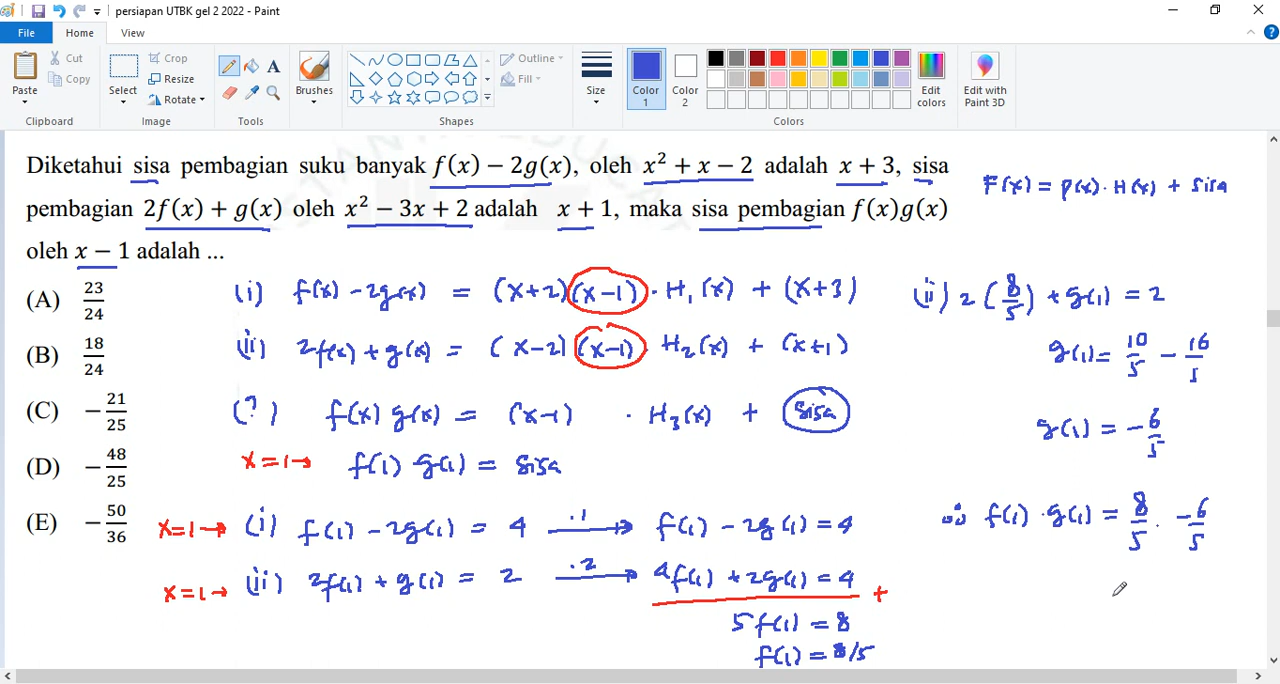 persiapan UTBK gel 2 2022 - Paint
File Home View
Paste Cut Copy Select Crop Resize Rotate Brushes Outline Fill Size Color 1 Color 2 Edit colors Edit with Paint 3D
Clipboard Image Tools Shapes Colors
Diketahui sisa pembagian suku banyak f(x) − 2g(x), oleh x² + x − 2 adalah x + 3, sisa
pembagian 2f(x) + g(x) oleh x² − 3x + 2 adalah x + 1, maka sisa pembagian f(x)g(x)
oleh x − 1 adalah ...
(A) 23/24
(B) 18/24
(C) −21/25
(D) −48/25
(E) −50/36
F(x) = P(x) · H(x) + Sisa
(i) f(x) − 2g(x) = (x+2)(x−1) · H₁(x) + (x+3)
(ii) 2f(x) + g(x) = (x−2)(x−1) · H₂(x) + (x+1)
(?) f(x) g(x) = (x−1) · H₃(x) + Sisa
x=1→ f(1) g(1) = Sisa
x=1→ (i) f(1) − 2g(1) = 4 ·1→ f(1) − 2g(1) = 4
x=1→ (ii) 2f(1) + g(1) = 2 ·2→ 4f(1) + 2g(1) = 4 +
5f(1) = 8
f(1) = 8/5
(ii) 2(8/5) + g(1) = 2
g(1) = 10/5 − 16/5
g(1) = −6/5
∴ f(1) · g(1) = 8/5 · −6/5